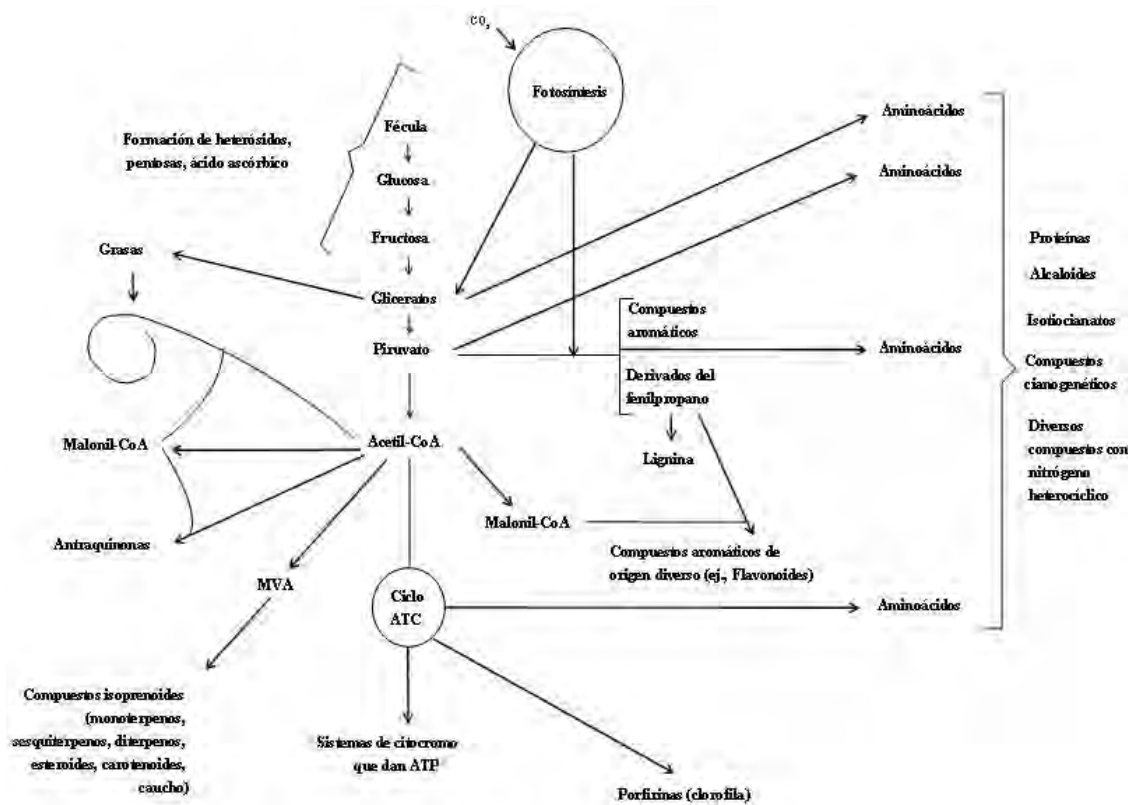 CO₂
Fotosíntesis
Fécula
Glucosa
Fructosa
Gliceratos
Piruvato
Acetil-CoA
Formación de heterósidos,
pentosas, ácido ascórbico
Grasas
Malonil-CoA
Antraquinonas
MVA
Compuestos isoprenoides
(monoterpenos,
sesquiterpenos, diterpenos,
esteroides, carotenoides,
caucho)
Ciclo
ATC
Sistemas de citocromo
que dan ATP
Porfirinas (clorofila)
Malonil-CoA
Compuestos
aromáticos
Derivados del
fenilpropano
Lignina
Compuestos aromáticos de
origen diverso (ej., Flavonoides)
Aminoácidos
Aminoácidos
Aminoácidos
Aminoácidos
Proteínas
Alcaloides
Isotiocianatos
Compuestos
cianogenéticos
Diversos
compuestos con
nitrógeno
heterocíclico